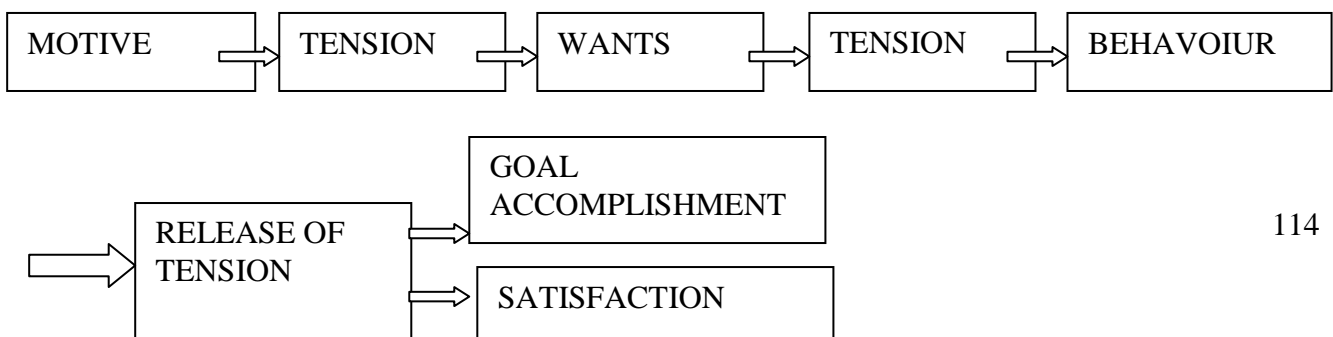 MOTIVE
TENSION
WANTS
TENSION
BEHAVOIUR
GOAL
ACCOMPLISHMENT
RELEASE OF
TENSION
114
SATISFACTION